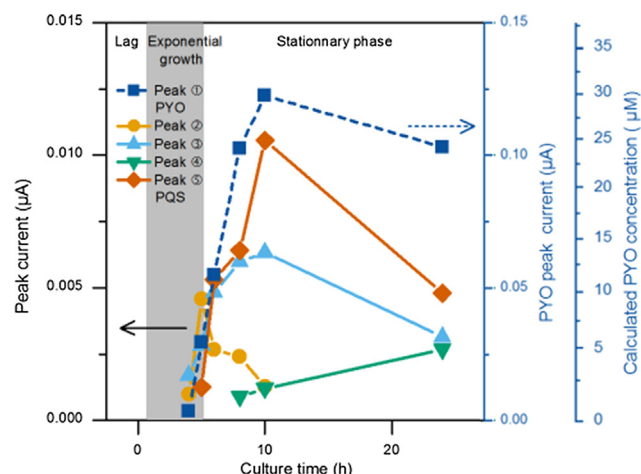 0.015
0.010
0.005
0.000
Peak current (µA)
Lag
Exponential
growth
Stationnary phase
Peak ①
PYO
Peak ②
Peak ③
Peak ④
Peak ⑤
PQS
0
10
20
Culture time (h)
0.15
0.10
0.05
0.00
PYO peak current (µA)
35
30
25
20
15
10
5
0
Calculated PYO concentration ( µM)